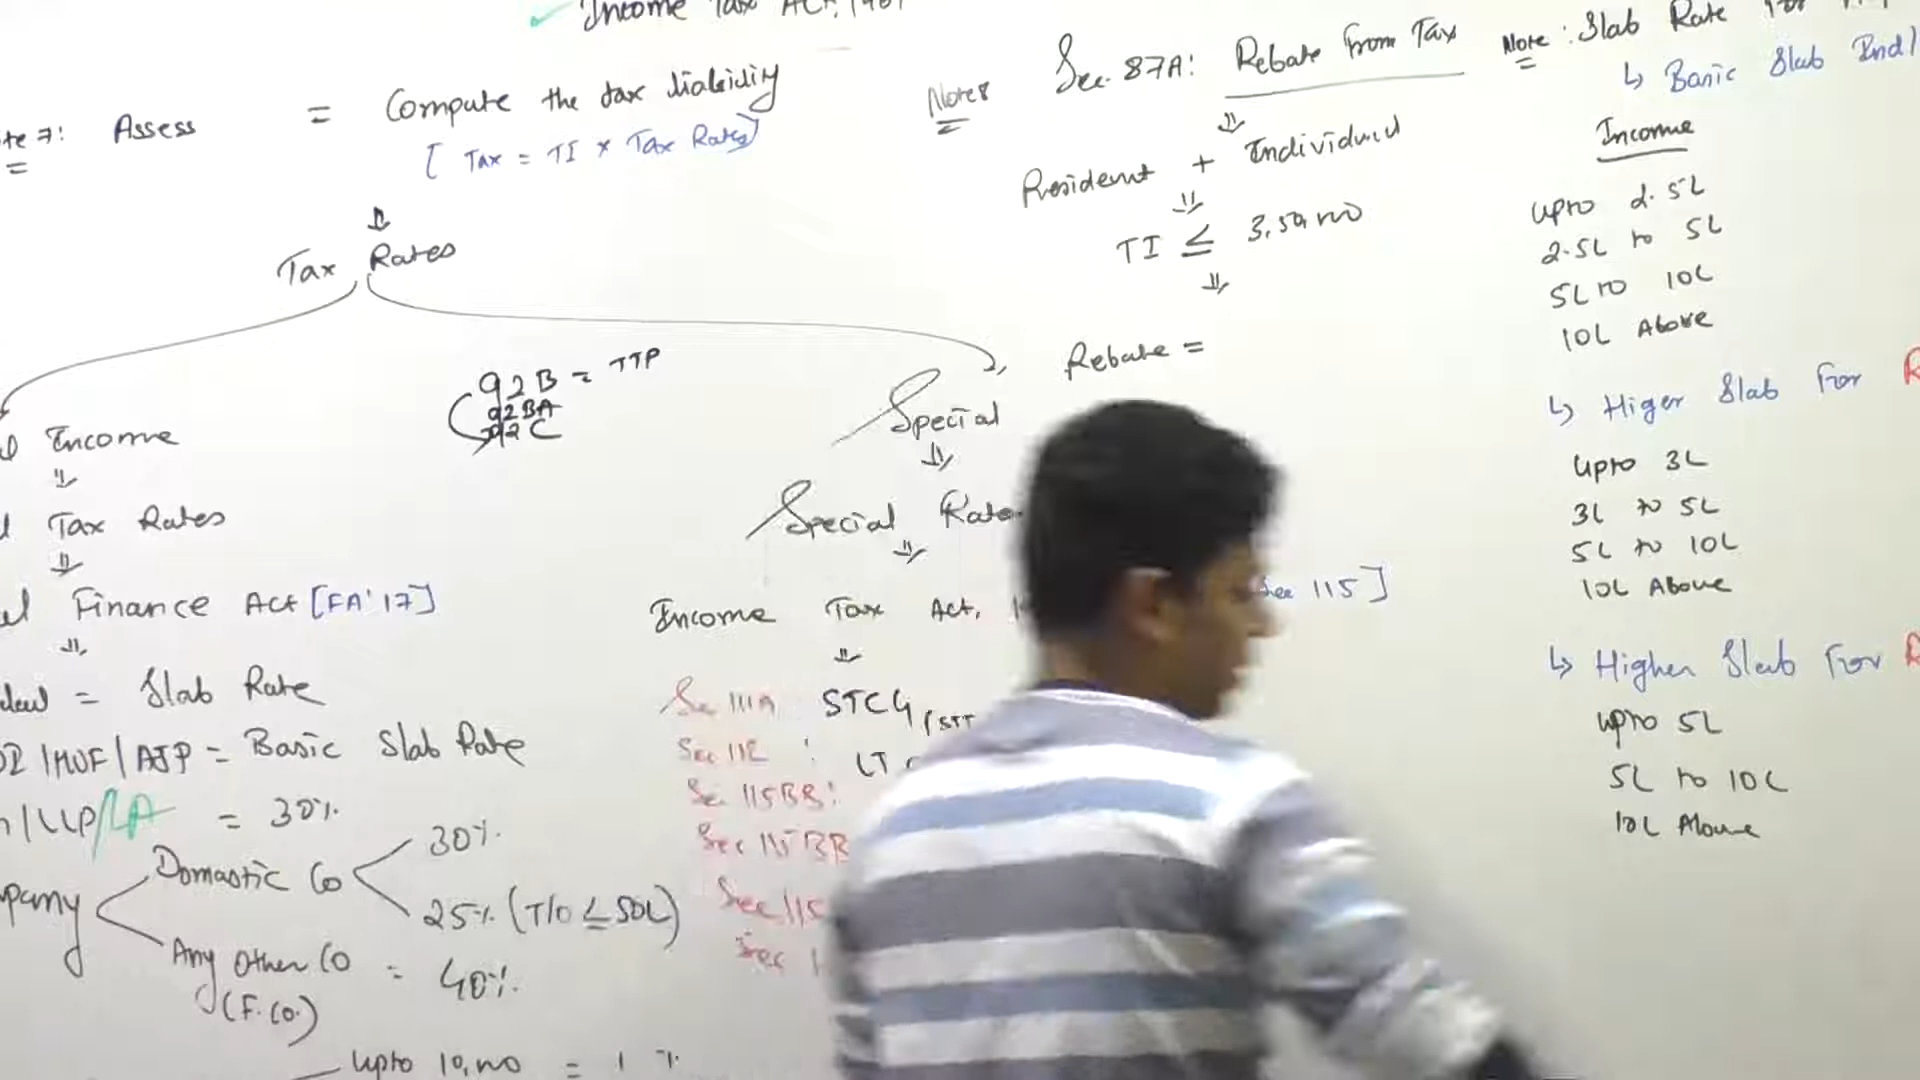 Income Tax Act, 196
Note 7: Assess = Compute the tax liability
[ Tax = TI × Tax Rates]
Tax Rates
Income
Tax Rates
Finance Act [FA'17]
= Slab Rate
/HUF/AJP = Basic Slab Rate
/LLP/LA = 30%
Domastic Co
30%
25% (T/O ≤ 50L)
Any Other Co = 40%
(F.Co.)
Upto 10,000 = 1 %
92B = TTP
92BA
92C
Special
Special Rate
Income Tax Act, Sec 115]
Sec 111A STCG (STT
Sec 112 : LT
Sec 115BB:
Sec 115BB
Sec 115
Sec 1
Note 8 Sec. 87A: Rebate from Tax
Resident + Individual
TI ≤ 3,50,000
Rebate =
Note: Slab Rate For
↳ Basic Slab Ind/
Income
Upto 2.5L
2.5L to 5L
5L to 10L
10L Above
↳ Higer Slab For R
Upto 3L
3L to 5L
5L to 10L
10L Above
↳ Higher Slab For R
Upto 5L
5L to 10L
10L Above